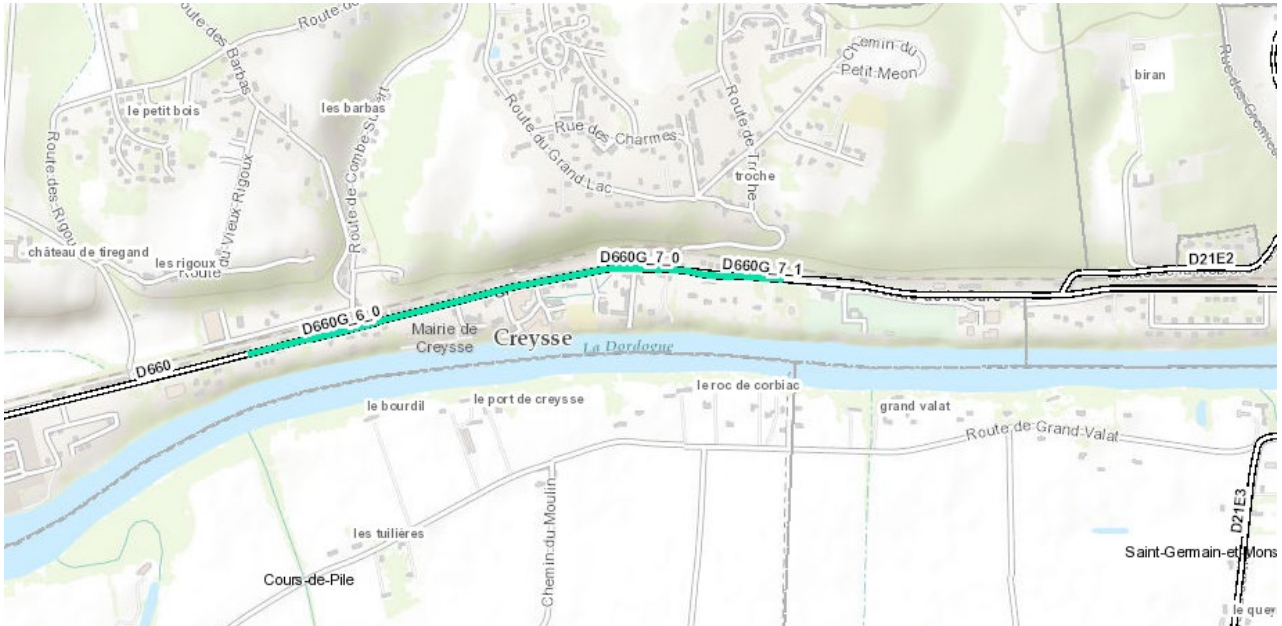 Route des Barbas
le petit bois
les barbas
Route de Combe Subert
Chemin du
Petit Meon
biran
Rue des Charmes
Route du Grand Lac
Route de Troche
troche
Route des Rigou
du Vieux Rigoux
château de tiregand
les rigoux
Route
D660G_7_0
D660G_7_1
D21E2
D660G_6_0
Mairie de
Creysse
Creysse
La Dordogne
D660
le bourdil
le port de creysse
le roc de corbiac
grand valat
Route de Grand Valat
Chemin du Moulin
les tuilières
Cours-de-Pile
D21E3
Saint-Germain-et-Mons
le quey